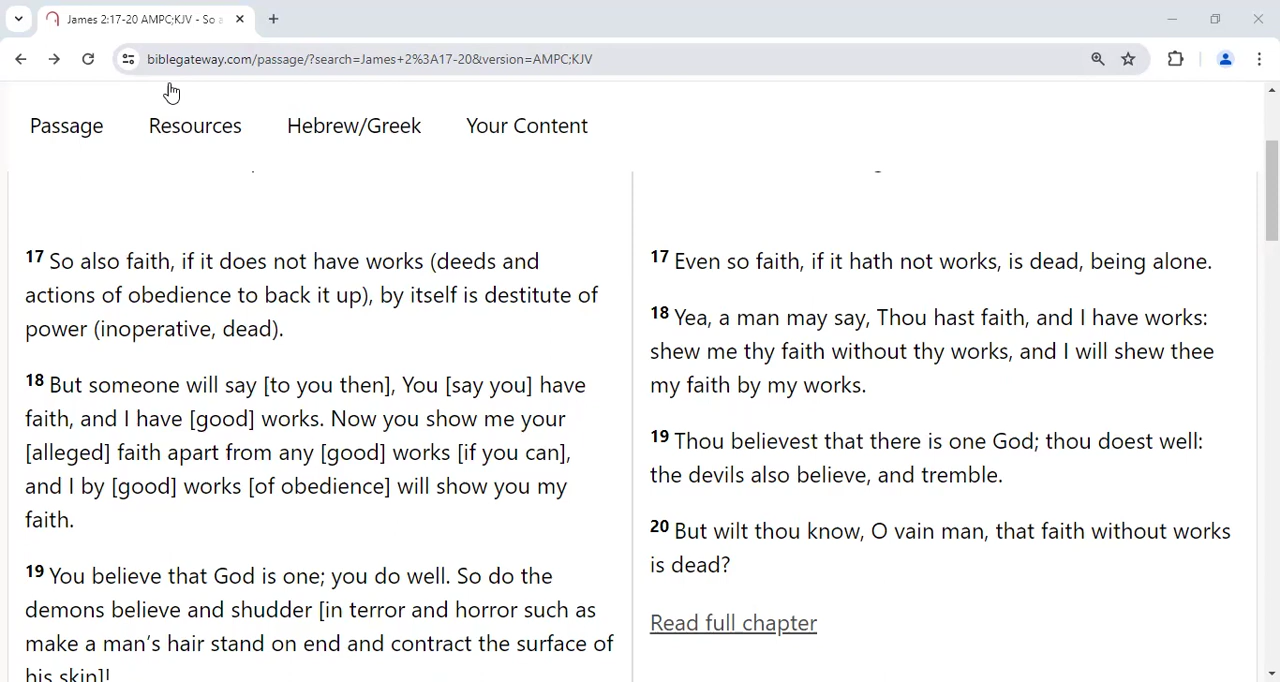 James 2:17-20 AMPC;KJV - So
biblegateway.com/passage/?search=James+2%3A17-20&version=AMPC;KJV
Passage Resources Hebrew/Greek Your Content
17 So also faith, if it does not have works (deeds and
actions of obedience to back it up), by itself is destitute of
power (inoperative, dead).
18 But someone will say [to you then], You [say you] have
faith, and I have [good] works. Now you show me your
[alleged] faith apart from any [good] works [if you can],
and I by [good] works [of obedience] will show you my
faith.
19 You believe that God is one; you do well. So do the
demons believe and shudder [in terror and horror such as
make a man’s hair stand on end and contract the surface of
his skin]!
17 Even so faith, if it hath not works, is dead, being alone.
18 Yea, a man may say, Thou hast faith, and I have works:
shew me thy faith without thy works, and I will shew thee
my faith by my works.
19 Thou believest that there is one God; thou doest well:
the devils also believe, and tremble.
20 But wilt thou know, O vain man, that faith without works
is dead?
Read full chapter